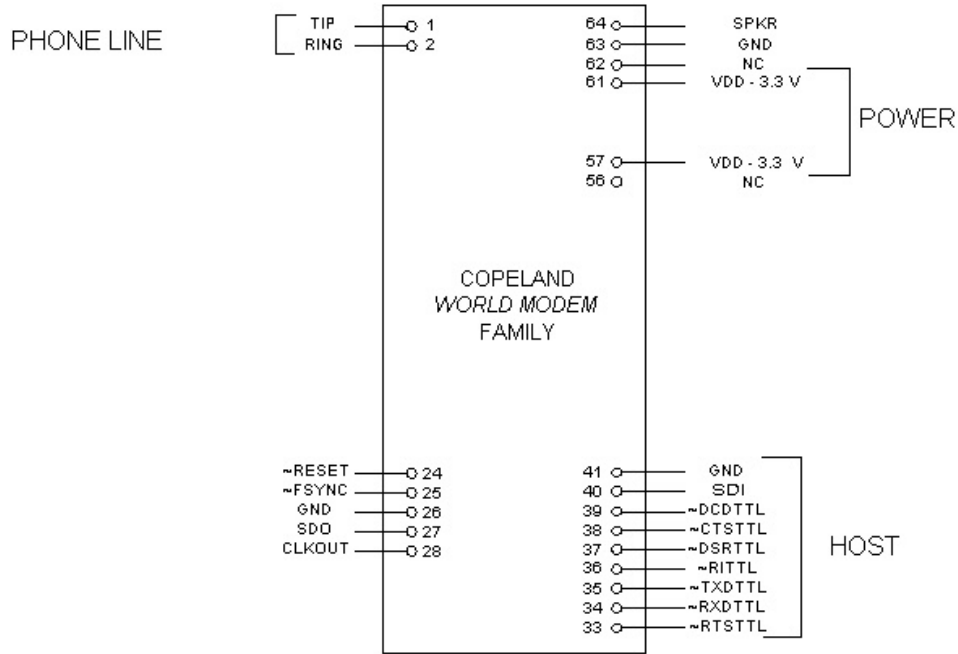 PHONE LINE
TIP 1
RING 2
64 SPKR
63 GND
62 NC
61 VDD - 3.3 V
POWER
57 VDD - 3.3 V
56 NC
COPELAND
WORLD MODEM
FAMILY
~RESET 24
~FSYNC 25
GND 26
SDO 27
CLKOUT 28
41 GND
40 SDI
39 ~DCDTTL
38 ~CTSTTL
37 ~DSRTTL
36 ~RITTL
35 ~TXDTTL
34 ~RXDTTL
33 ~RTSTTL
HOST